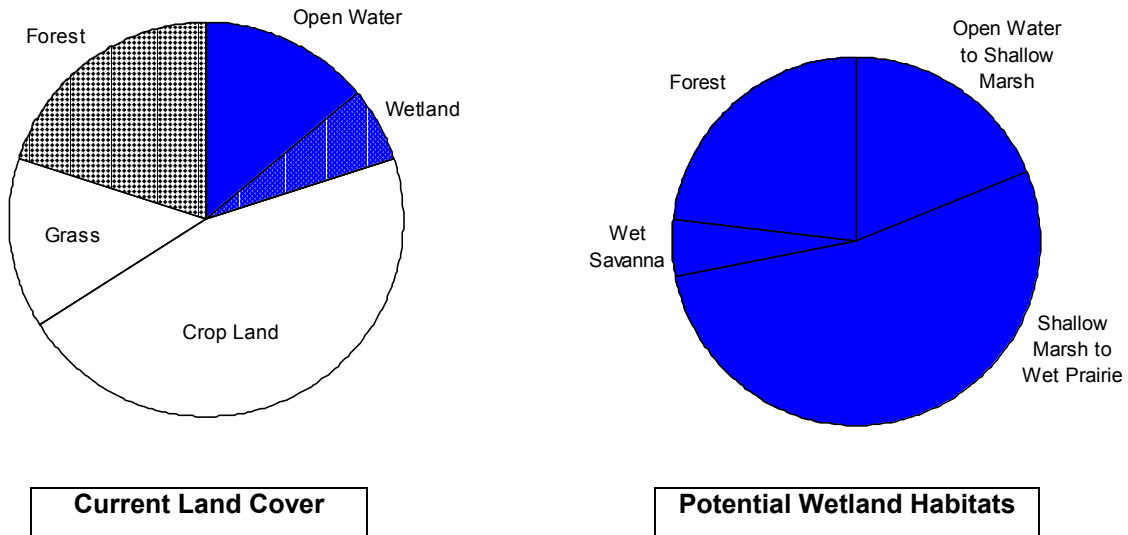 Open Water
Forest
Wetland
Grass
Crop Land
Current Land Cover
Open Water
to Shallow
Marsh
Forest
Wet
Savanna
Shallow
Marsh to
Wet Prairie
Potential Wetland Habitats